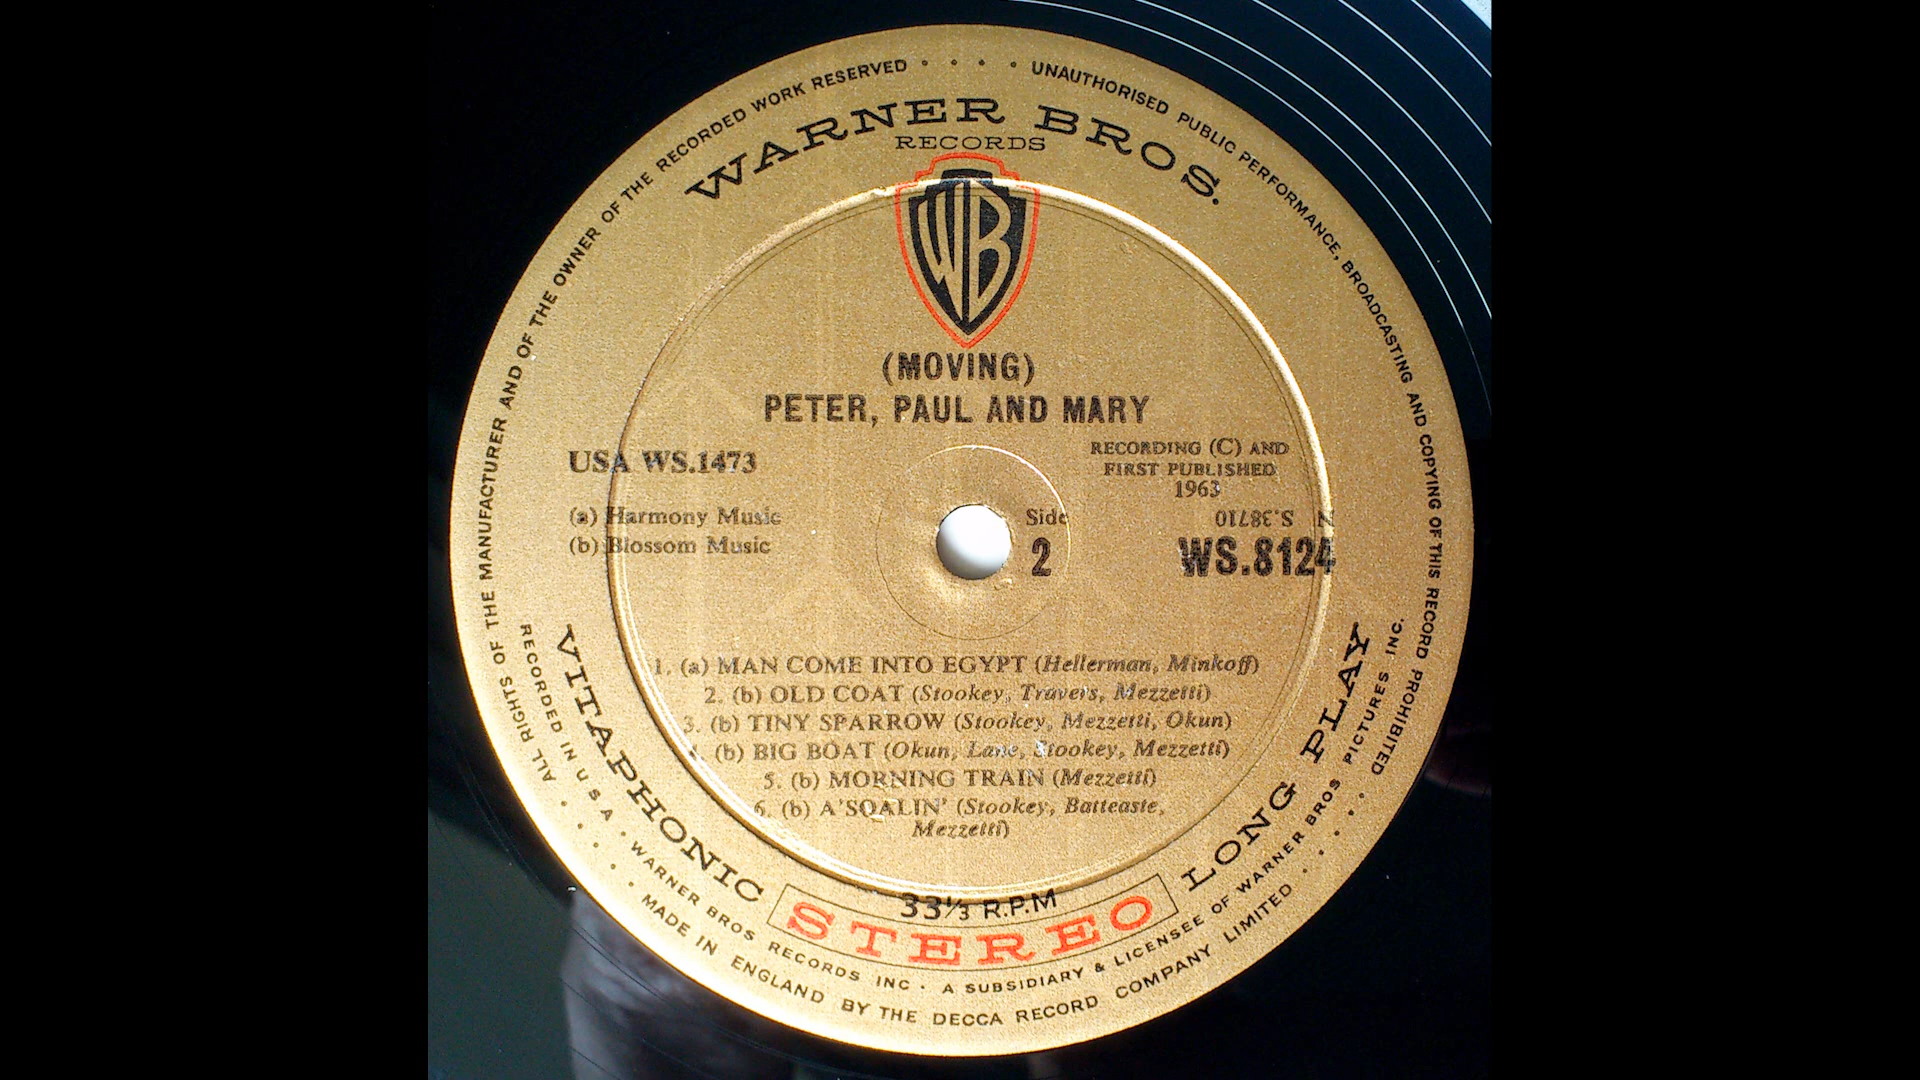 ALL RIGHTS OF THE MANUFACTURER AND OF THE OWNER OF THE RECORDED WORK RESERVED · · · · · UNAUTHORISED PUBLIC PERFORMANCE, BROADCASTING AND COPYING OF THIS RECORD PROHIBITED
WARNER BROS.
RECORDS
WB
(MOVING)
PETER, PAUL AND MARY
USA WS.1473
RECORDING (C) AND
FIRST PUBLISHED
1963
(a) Harmony Music
(b) Blossom Music
Side
2
S.38710 N
WS.8124
1. (a) MAN COME INTO EGYPT (Hellerman, Minkoff)
2. (b) OLD COAT (Stookey, Travers, Mezzetti)
3. (b) TINY SPARROW (Stookey, Mezzetti, Okun)
4. (b) BIG BOAT (Okun, Lane, Stookey, Mezzetti)
5. (b) MORNING TRAIN (Mezzetti)
6. (b) A'SOALIN' (Stookey, Batteaste,
Mezzetti)
33⅓ R.P.M
VITAPHONIC STEREO LONG PLAY
RECORDED IN U S A · WARNER BROS RECORDS INC · A SUBSIDIARY & LICENSEE OF WARNER BROS PICTURES INC.
MADE IN ENGLAND BY THE DECCA RECORD COMPANY LIMITED